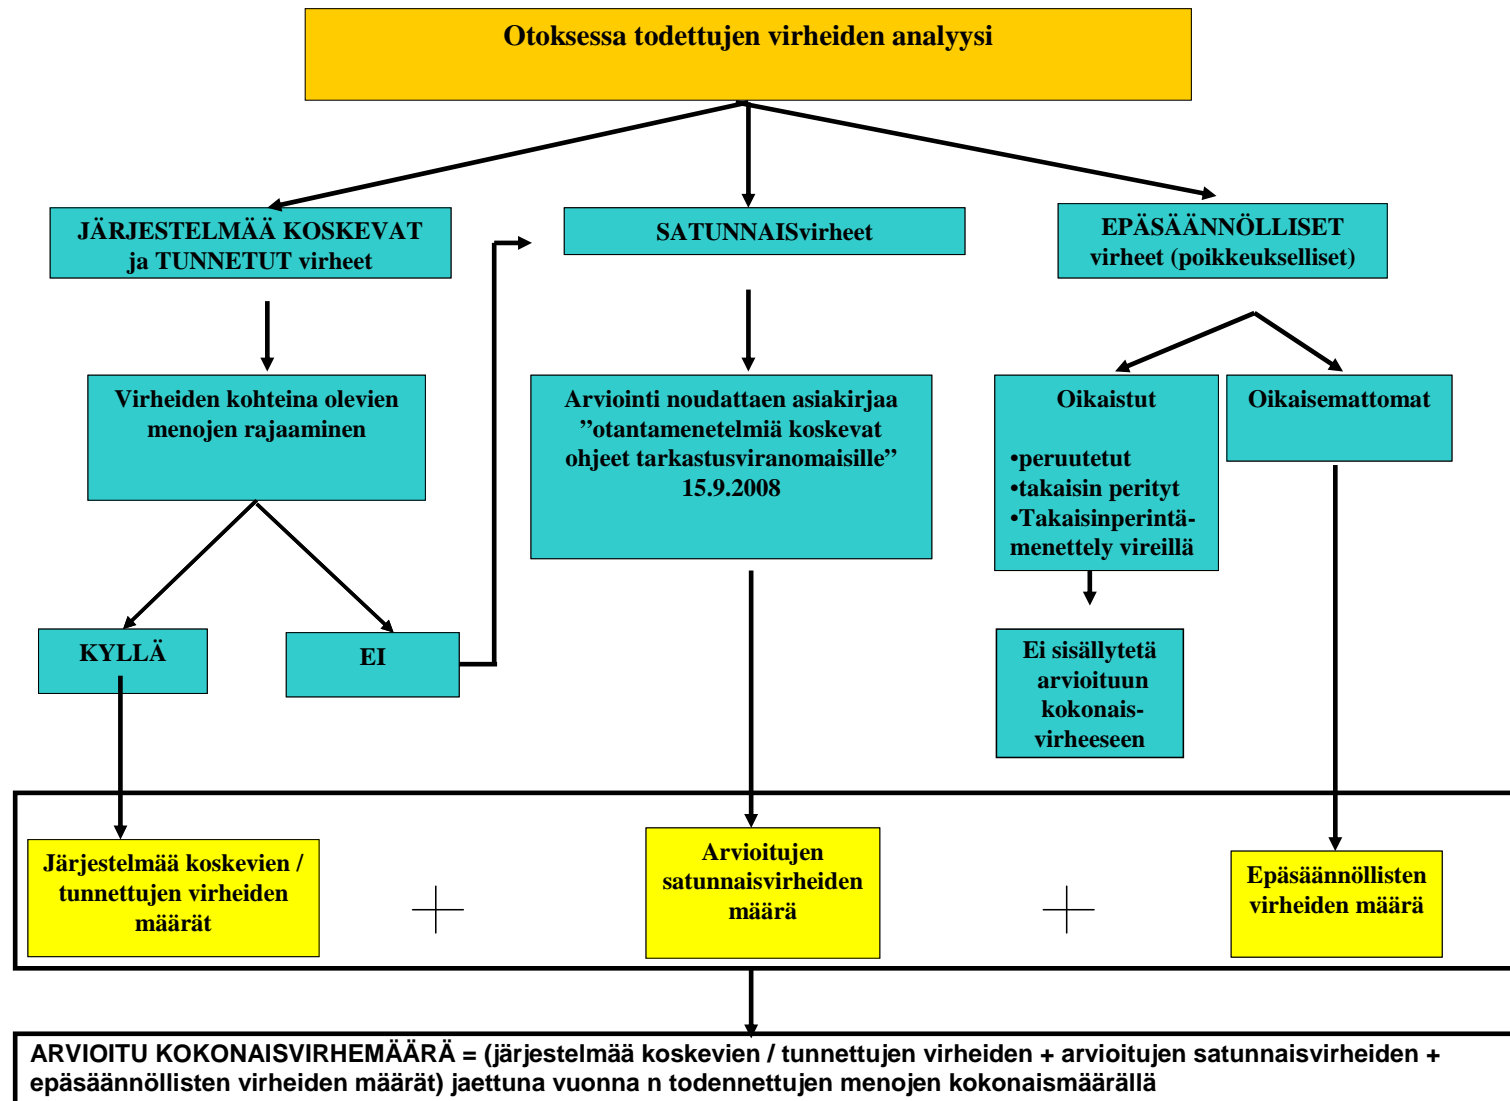 Otoksessa todettujen virheiden analyysi
JÄRJESTELMÄÄ KOSKEVAT
ja TUNNETUT virheet
SATUNNAISvirheet
EPÄSÄÄNNÖLLISET
virheet (poikkeukselliset)
Virheiden kohteina olevien
menojen rajaaminen
Arviointi noudattaen asiakirjaa
”otantamenetelmiä koskevat
ohjeet tarkastusviranomaisille”
15.9.2008
Oikaistut
•peruutetut
•takaisin perityt
•Takaisinperintä-
menettely vireillä
Oikaisemattomat
KYLLÄ
EI
Ei sisällytetä
arvioituun
kokonais-
virheeseen
Järjestelmää koskevien /
tunnettujen virheiden
määrät
+
Arvioitujen
satunnaisvirheiden
määrä
+
Epäsäännöllisten
virheiden määrä
ARVIOITU KOKONAISVIRHEMÄÄRÄ = (järjestelmää koskevien / tunnettujen virheiden + arvioitujen satunnaisvirheiden +
epäsäännöllisten virheiden määrät) jaettuna vuonna n todennettujen menojen kokonaismäärällä